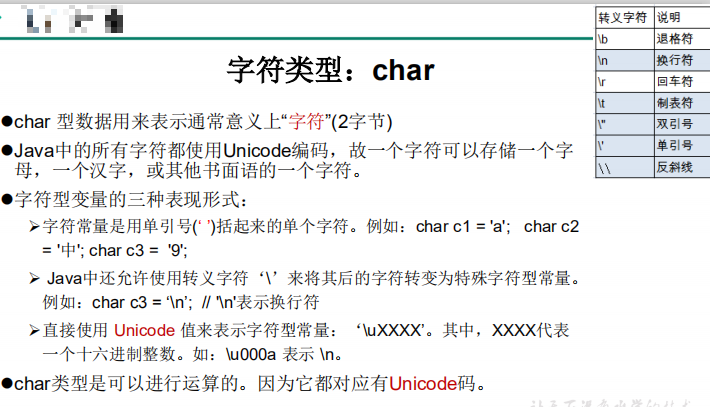 字符类型：char
●char 型数据用来表示通常意义上“字符”(2字节)
●Java中的所有字符都使用Unicode编码，故一个字符可以存储一个字
母，一个汉字，或其他书面语的一个字符。
●字符型变量的三种表现形式：
➢字符常量是用单引号(‘ ’)括起来的单个字符。例如：char c1 = 'a';   char c2
= '中'; char c3 =  '9';
➢ Java中还允许使用转义字符‘\’来将其后的字符转变为特殊字符型常量。
例如：char c3 = ‘\n’;  // '\n'表示换行符
➢直接使用 Unicode 值来表示字符型常量：‘\uXXXX’。其中，XXXX代表
一个十六进制整数。如：\u000a 表示 \n。
●char类型是可以进行运算的。因为它都对应有Unicode码。
转义字符 说明
\b 退格符
\n 换行符
\r 回车符
\t 制表符
\" 双引号
\' 单引号
\\ 反斜线